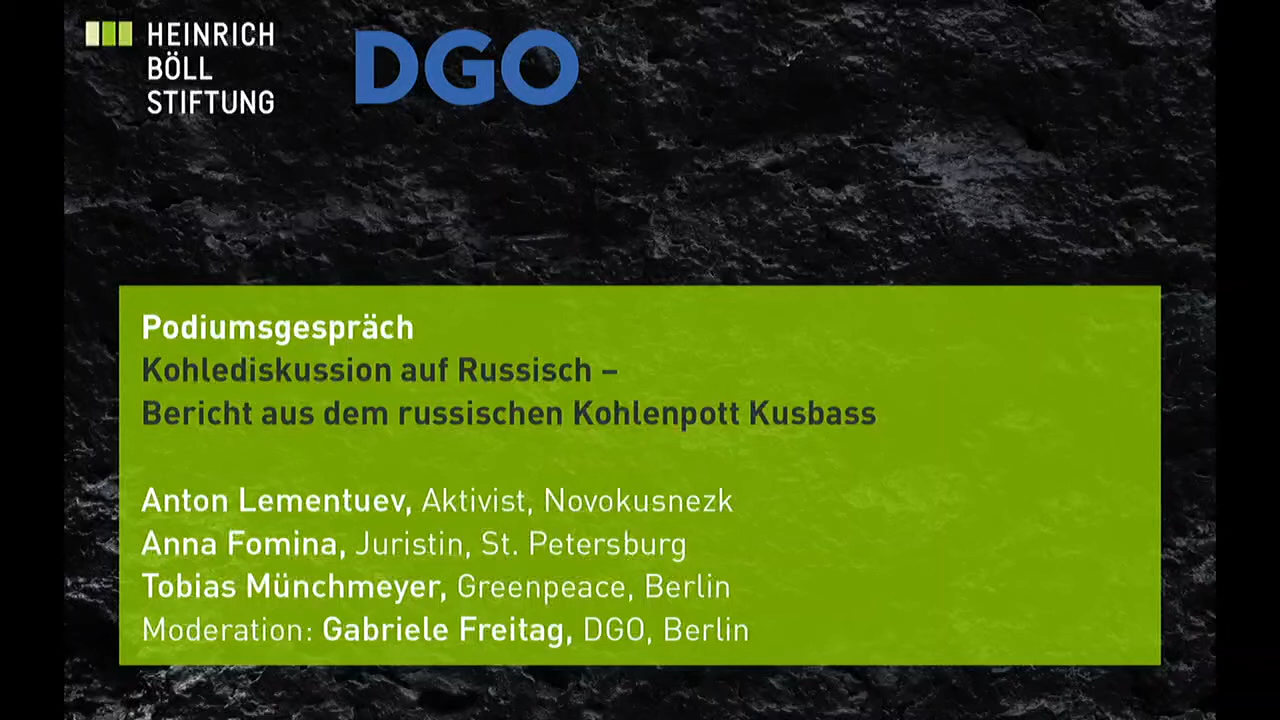 HEINRICH
BÖLL
STIFTUNG
DGO
Podiumsgespräch
Kohlediskussion auf Russisch –
Bericht aus dem russischen Kohlenpott Kusbass
Anton Lementuev, Aktivist, Novokusnezk
Anna Fomina, Juristin, St. Petersburg
Tobias Münchmeyer, Greenpeace, Berlin
Moderation: Gabriele Freitag, DGO, Berlin